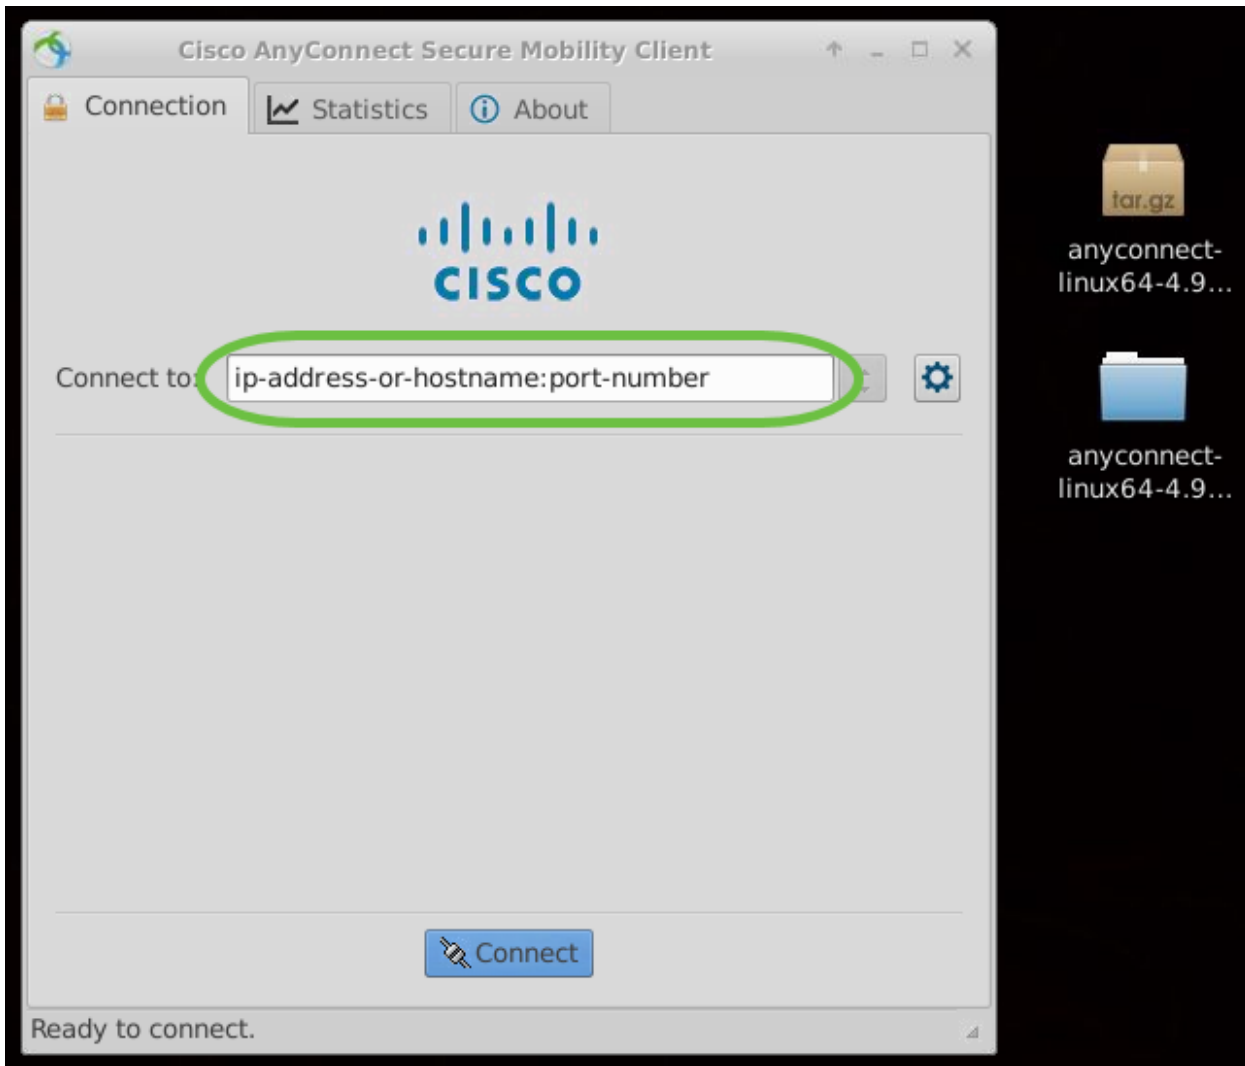 Cisco AnyConnect Secure Mobility Client
Connection
Statistics
About
CISCO
Connect to:
ip-address-or-hostname:port-number
Connect
Ready to connect.
tar.gz
anyconnect-
linux64-4.9...
anyconnect-
linux64-4.9...